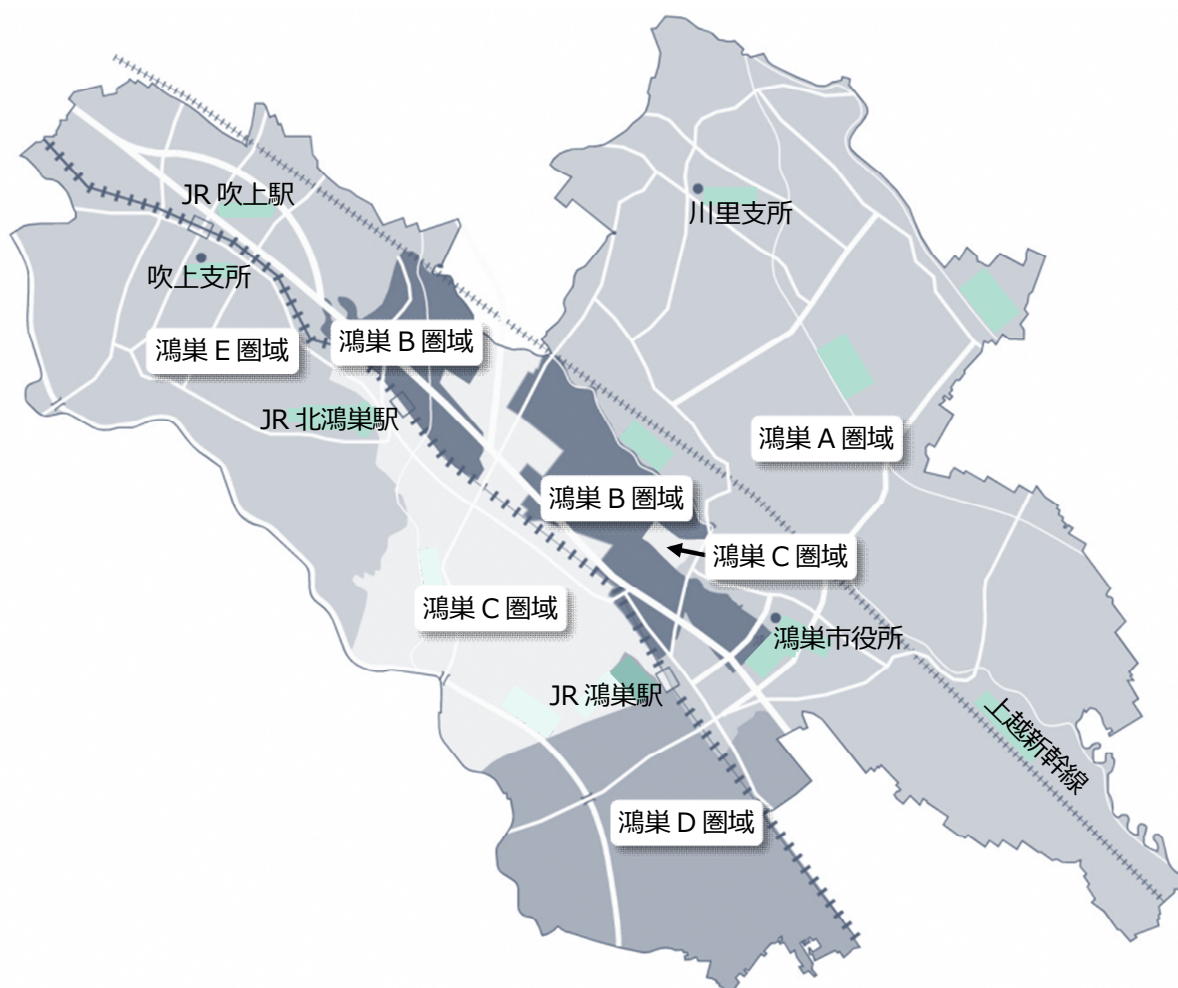 JR 吹上駅
川里支所
吹上支所
鴻巣 B 圏域
鴻巣 E 圏域
JR 北鴻巣駅
鴻巣 A 圏域
鴻巣 B 圏域
鴻巣 C 圏域
鴻巣 C 圏域
鴻巣市役所
JR 鴻巣駅
上越新幹線
鴻巣 D 圏域